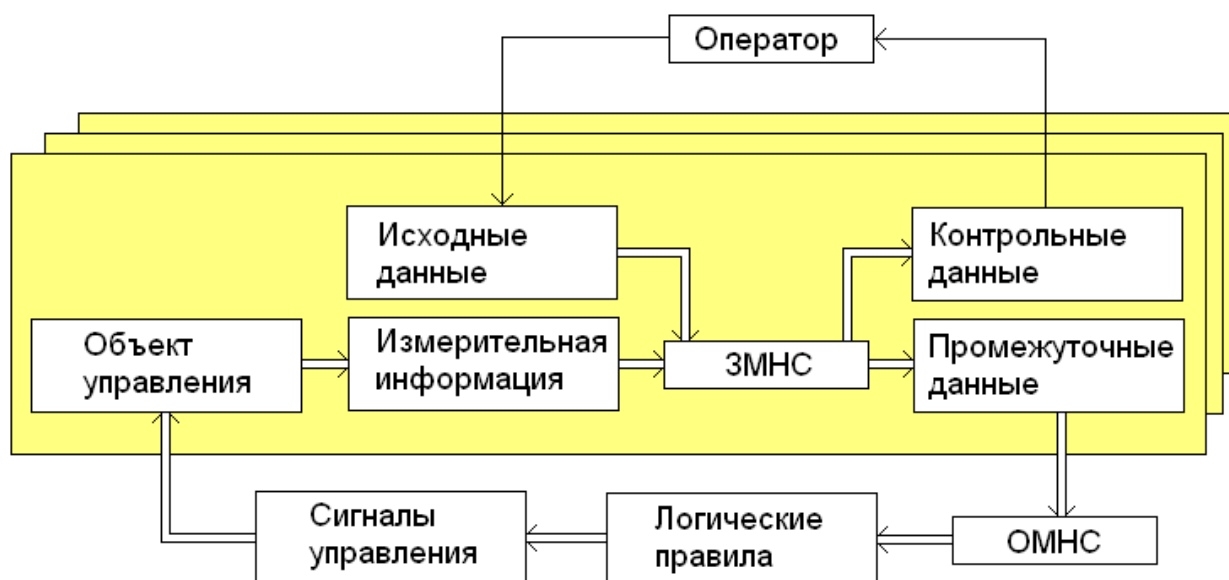 Оператор
Исходные
данные
Контрольные
данные
Объект
управления
Измерительная
информация
ЗМНС
Промежуточные
данные
Сигналы
управления
Логические
правила
ОМНС